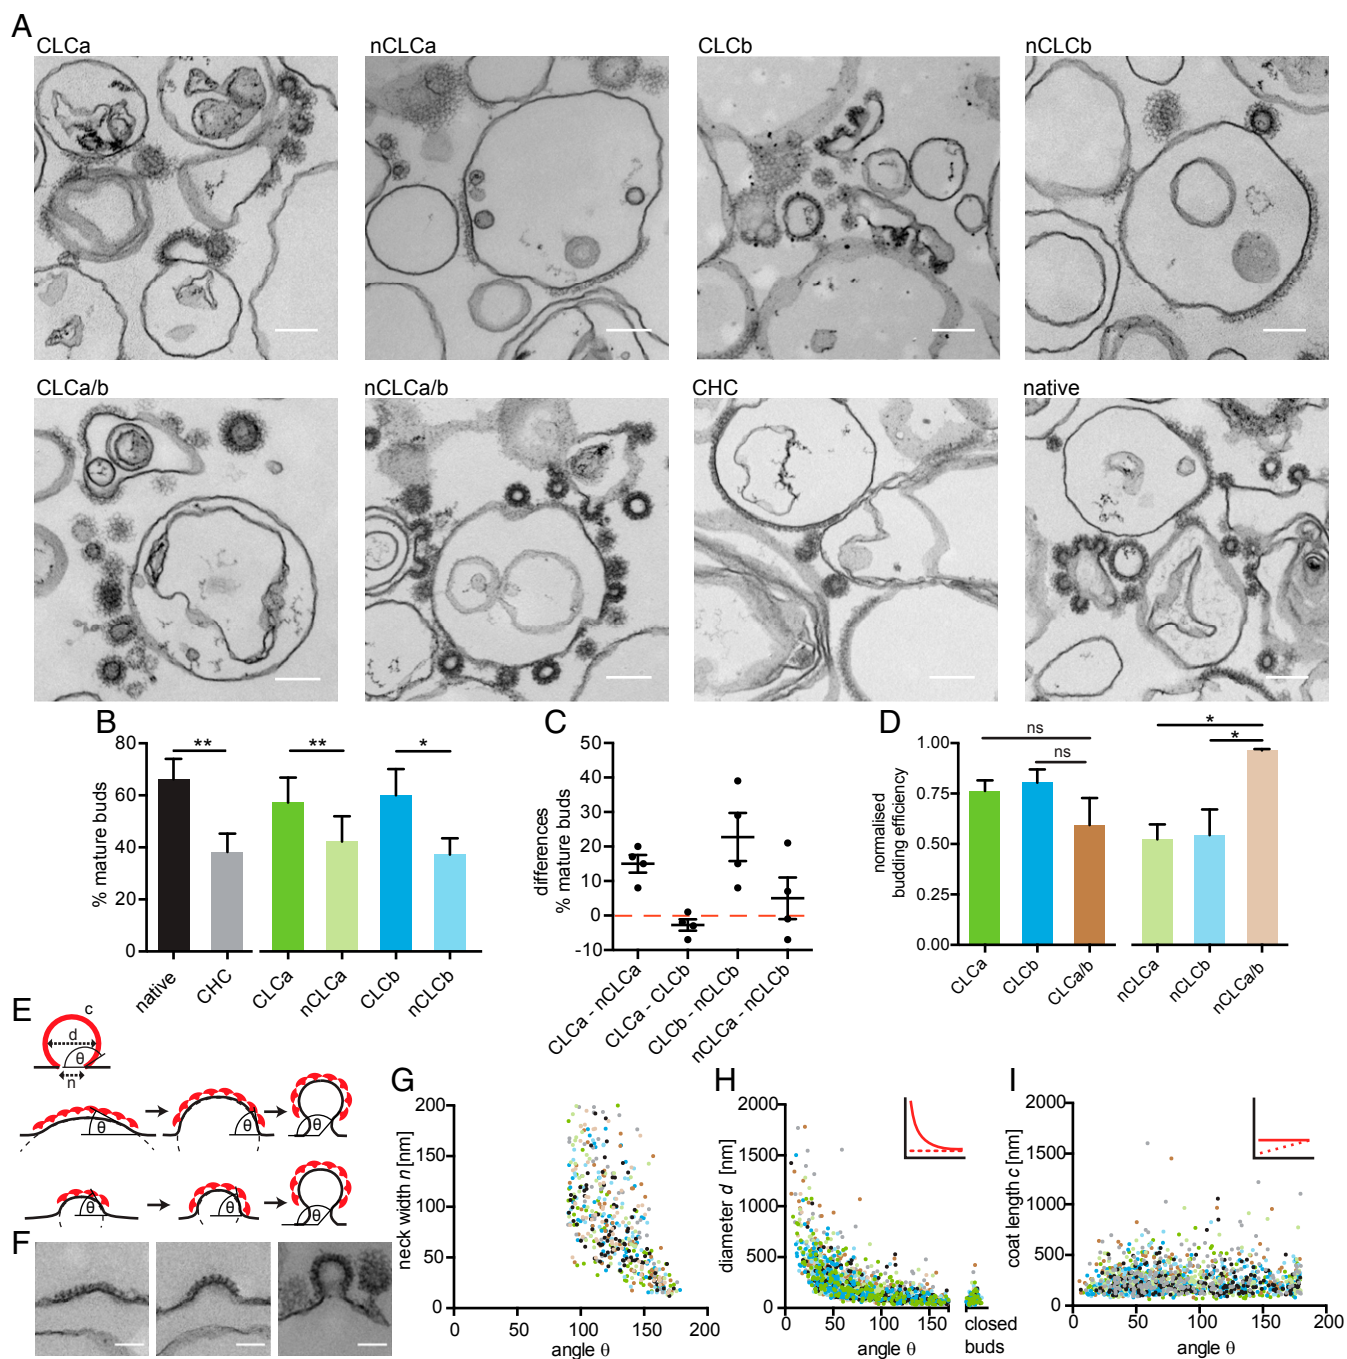 A
CLCa
nCLCa
CLCb
nCLCb
CLCa/b
nCLCa/b
CHC
native
B
% mature buds
80
60
40
20
0
**
**
*
native
CHC
CLCa
nCLCa
CLCb
nCLCb
C
differences
% mature buds
50
40
30
20
10
0
-10
CLCa - nCLCa
CLCa - CLCb
CLCb - nCLCb
nCLCa - nCLCb
D
normalised
budding efficiency
1.00
0.75
0.50
0.25
0.00
ns
ns
*
*
CLCa
CLCb
CLCa/b
nCLCa
nCLCb
nCLCa/b
E
c
d
θ
n
θ
θ
θ
θ
θ
θ
F
G
neck width n [nm]
200
150
100
50
0
0
50
100
150
200
angle θ
H
diameter d [nm]
2000
1500
1000
500
0
0
50
100
150
closed
buds
angle θ
I
coat length c [nm]
2000
1500
1000
500
0
0
50
100
150
200
angle θ